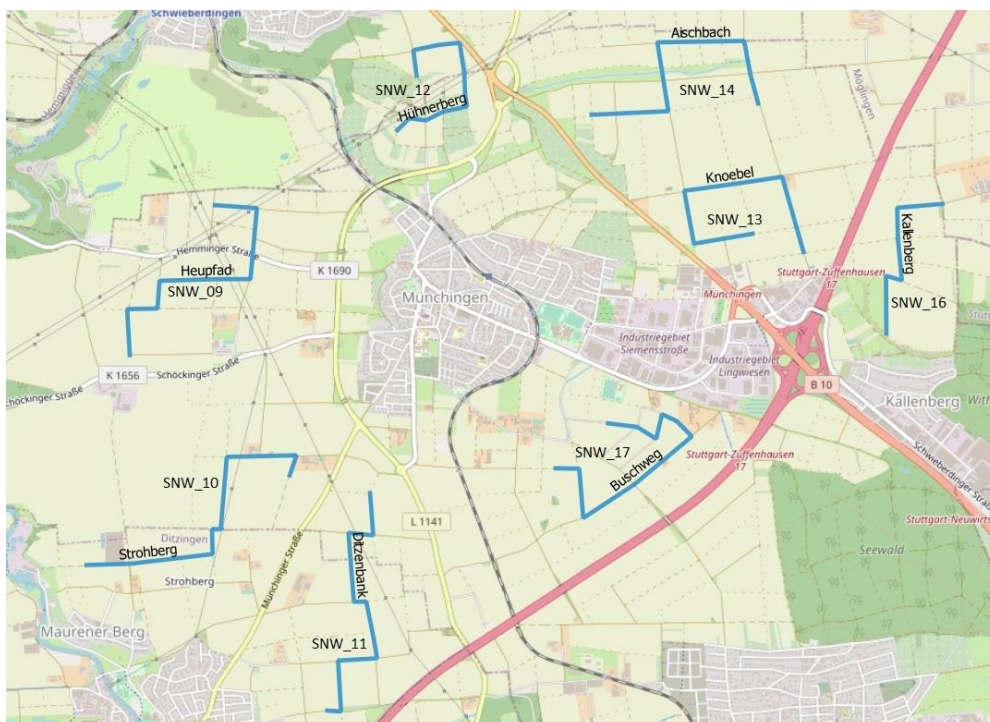 Schwieberdingen
Hemmingen
Aischbach
SNW_12
SNW_14
Möglingen
Hühnerberg
Knoebel
SNW_13
Kallenberg
Hemminger Straße
K 1690
Heupfad
SNW_09
Münchingen
Stuttgart-Zuffenhausen
17
Münchingen
SNW_16
Industriegebiet
Siemensstraße
Industriegebiet
Lingwiesen
K 1656
Schöckinger Straße
Schöckinger Straße
B 10
Kallenberg
SNW_17
Buschweg
Stuttgart-Zuffenhausen
17
Schwieberdinger Straße
SNW_10
Ditzingen
L 1141
Stuttgart-Neuwirts
Strohberg
Strohberg
Ditzenbank
Münchinger Straße
Seewald
Maurener Berg
SNW_11